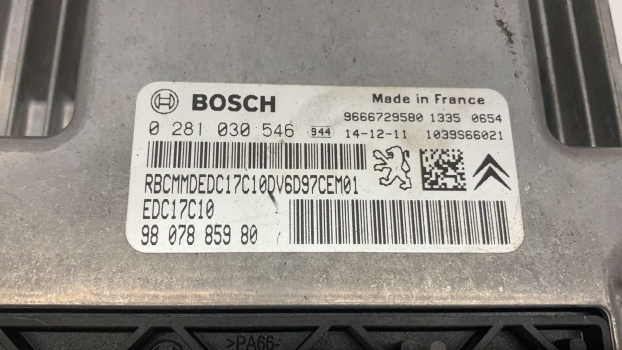 BOSCH Made in France
9666729580 1335 0654
0 281 030 546 944 14-12-11 1039S66021
RBCMMDEDC17C10DV6D97CEM01
EDC17C10
98 078 859 80
>PA66-